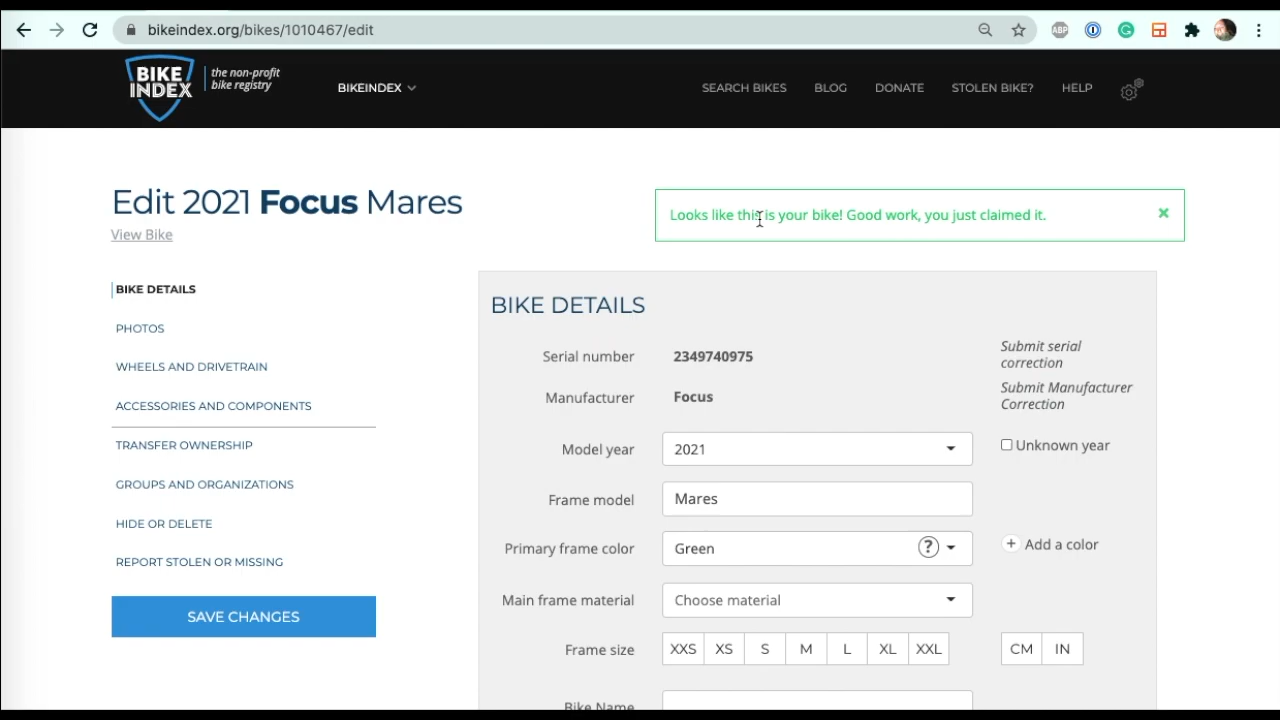 bikeindex.org/bikes/1010467/edit
ABP
BIKE
INDEX
the non-profit
bike registry
BIKEINDEX
SEARCH BIKES
BLOG
DONATE
STOLEN BIKE?
HELP
Edit 2021 Focus Mares
View Bike
Looks like this is your bike! Good work, you just claimed it.
BIKE DETAILS
PHOTOS
WHEELS AND DRIVETRAIN
ACCESSORIES AND COMPONENTS
TRANSFER OWNERSHIP
GROUPS AND ORGANIZATIONS
HIDE OR DELETE
REPORT STOLEN OR MISSING
SAVE CHANGES
BIKE DETAILS
Serial number 2349740975 Submit serial
correction
Manufacturer Focus Submit Manufacturer
Correction
Model year 2021 Unknown year
Frame model Mares
Primary frame color Green ? + Add a color
Main frame material Choose material
Frame size XXS XS S M L XL XXL CM IN
Bike Name